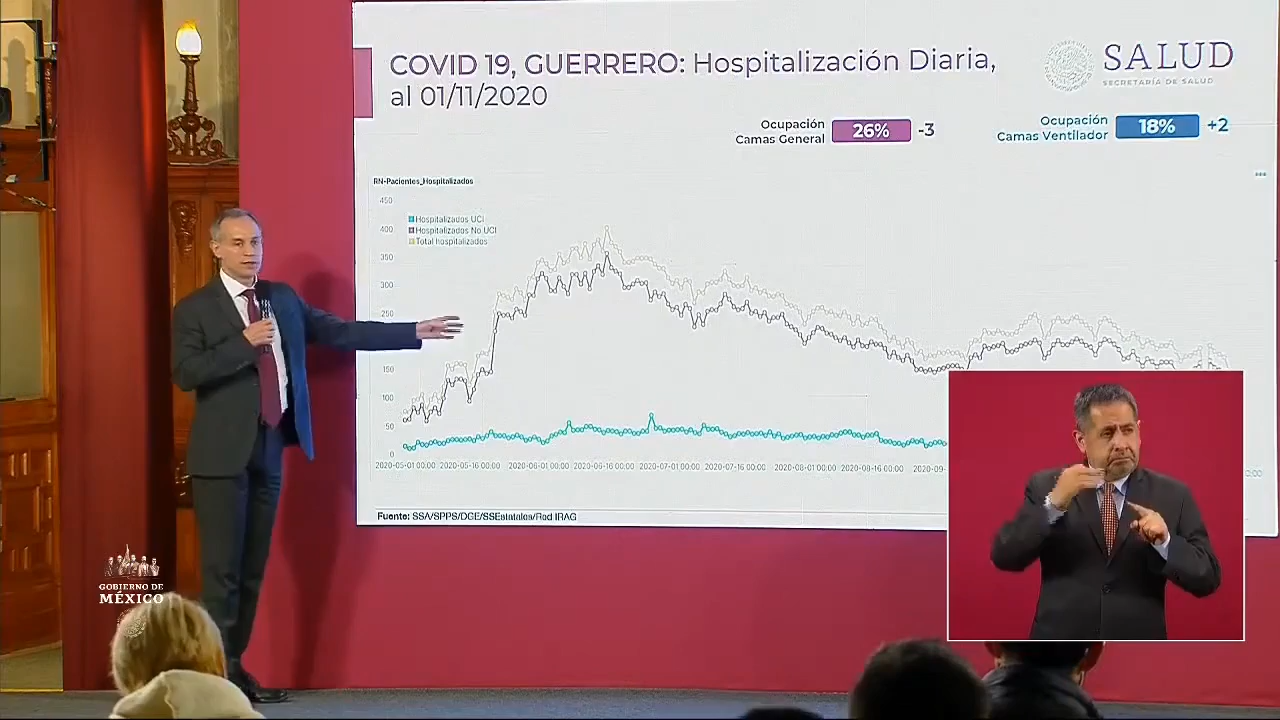 COVID 19, GUERRERO: Hospitalización Diaria,
al 01/11/2020
SALUD
SECRETARÍA DE SALUD
Ocupación
Camas General
26%
-3
Ocupación
Camas Ventilador
18%
+2
RN-Pacientes_Hospitalizados
450
400
350
300
250
150
100
50
0
Hospitalizados UCI
Hospitalizados No UCI
Total hospitalizados
2020-05-01 00:00
2020-05-16 00:00
2020-06-01 00:00
2020-06-16 00:00
2020-07-01 00:00
2020-07-16 00:00
2020-08-01 00:00
2020-08-16 00:00
2020-09-
Fuente: SSA/SPPS/DGE/SSEstatales/Red IRAG
GOBIERNO DE
MÉXICO